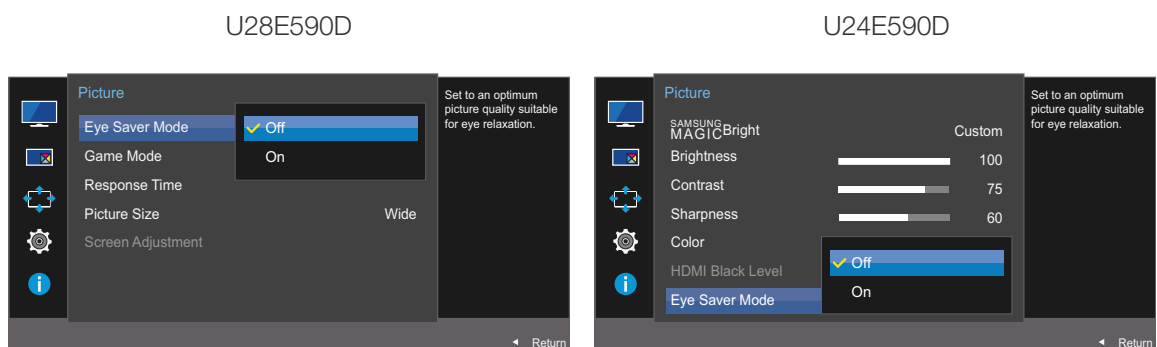 U28E590D
Picture
Eye Saver Mode
Off
Game Mode
On
Response Time
Picture Size Wide
Screen Adjustment
Set to an optimum
picture quality suitable
for eye relaxation.
Return
U24E590D
Picture
SAMSUNG
MAGICBright Custom
Brightness 100
Contrast 75
Sharpness 60
Color
Off
HDMI Black Level
On
Eye Saver Mode
Set to an optimum
picture quality suitable
for eye relaxation.
Return